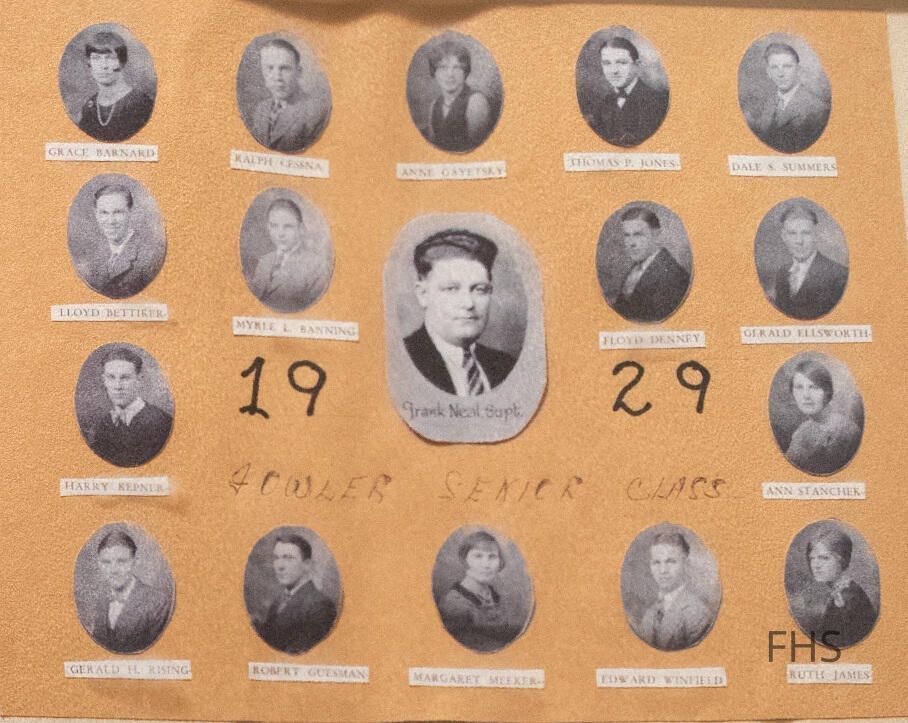 GRACE BARNARD
RALPH CESSNA
ANNE GAYETSKY
THOMAS P. JONES
DALE S. SUMMERS
LLOYD BETTIKER
MYRLE L. BANNING
FLOYD DENNEY
GERALD ELLSWORTH
Frank Neal. Supt.
19 29
HARRY KEPNER
ANN STANCHEK
FOWLER SENIOR CLASS
GERALD H. RISING
ROBERT GUESMAN
MARGARET MEEKER
EDWARD WINFIELD
RUTH JAMES
FHS